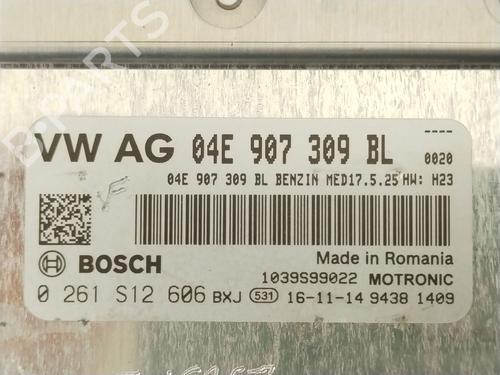 B-PARTS
VW AG 04E 907 309 BL 0020
04E 907 309 BL BENZIN MED17.5.25 HW: H23
Made in Romania
BOSCH 1039S99022 MOTRONIC
0 261 S12 606 BXJ 531 16-11-14 9438 1409